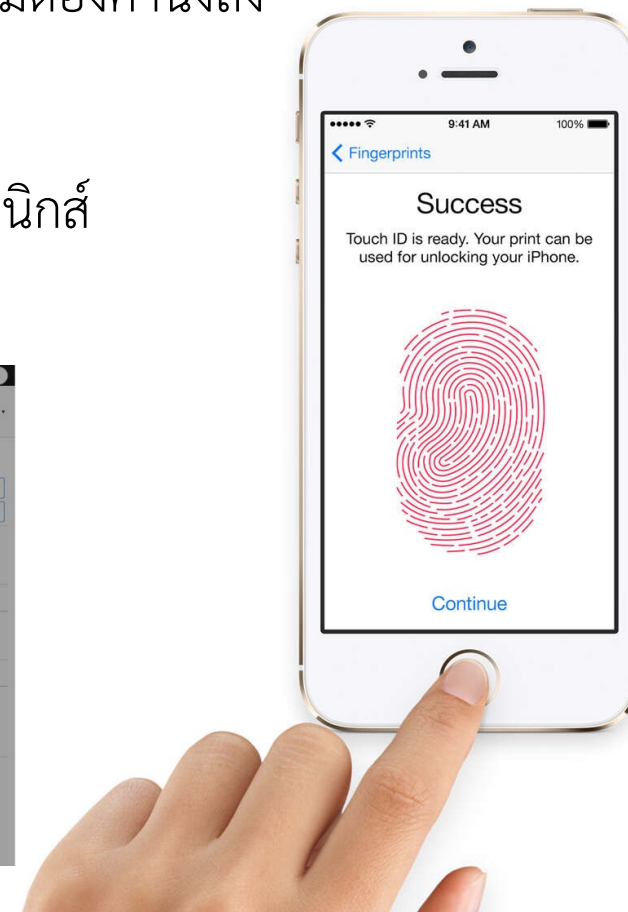 นิกส์
●●●●● 9:41 AM 100%
Fingerprints
Success
Touch ID is ready. Your print can be
used for unlocking your iPhone.
Continue